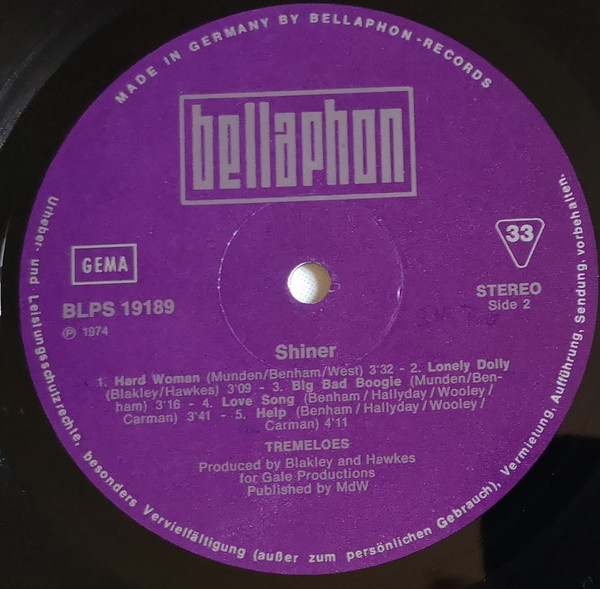 MADE IN GERMANY BY BELLAPHON-RECORDS
bellaphon
GEMA
BLPS 19189
℗ 1974
33
STEREO
Side 2
Shiner
1. Hard Woman (Munden/Benham/West) 3'32 - 2. Lonely Dolly
(Blakley/Hawkes) 3'09 - 3. Big Bad Boogie (Munden/Ben-
ham) 3'16 - 4. Love Song (Benham/Hallyday/Wooley/
Carman) 3'41 - 5. Help (Benham/Hallyday/Wooley/
Carman) 4'11
TREMELOES
Produced by Blakley and Hawkes
for Gale Productions
Published by MdW
Urheber- und Leistungsschutzrechte, besonders Vervielfältigung (außer zum persönlichen Gebrauch), Vermietung, Aufführung, Sendung, vorbehalten.